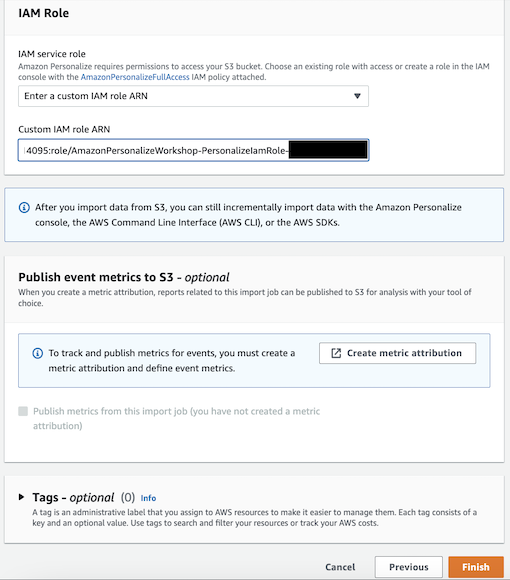 IAM Role
IAM service role
Amazon Personalize requires permissions to access your S3 bucket. Choose an existing role with access or create a role in the IAM
console with the AmazonPersonalizeFullAccess IAM policy attached.
Enter a custom IAM role ARN
Custom IAM role ARN
4095:role/AmazonPersonalizeWorkshop-PersonalizeIamRole-
After you import data from S3, you can still incrementally import data with the Amazon Personalize
console, the AWS Command Line Interface (AWS CLI), or the AWS SDKs.
Publish event metrics to S3 - optional
When you create a metric attribution, reports related to this import job can be published to S3 for analysis with your tool of
choice.
To track and publish metrics for events, you must create a
metric attribution and define event metrics.
Create metric attribution
Publish metrics from this import job (you have not created a metric
attribution)
Tags - optional (0) Info
A tag is an administrative label that you assign to AWS resources to make it easier to manage them. Each tag consists of a
key and an optional value. Use tags to search and filter your resources or track your AWS costs.
Cancel
Previous
Finish